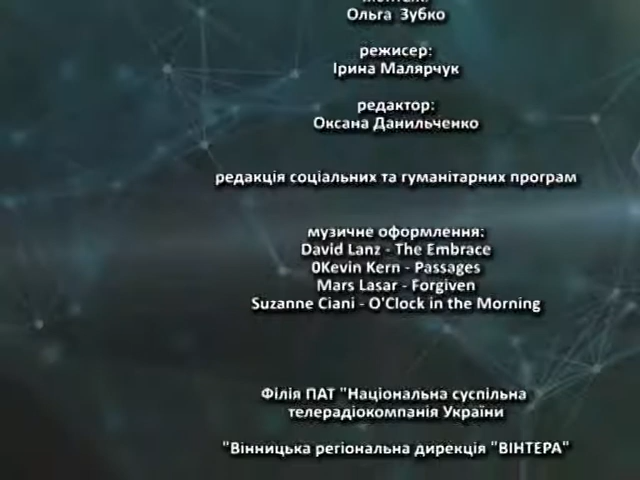 Ольга Зубко
режисер:
Ірина Малярчук
редактор:
Оксана Данильченко
редакція соціальних та гуманітарних програм
музичне оформлення:
David Lanz - The Embrace
0Kevin Kern - Passages
Mars Lasar - Forgiven
Suzanne Ciani - O'Clock in the Morning
Філія ПАТ "Національна суспільна
телерадіокомпанія України
"Вінницька регіональна дирекція "ВІНТЕРА"